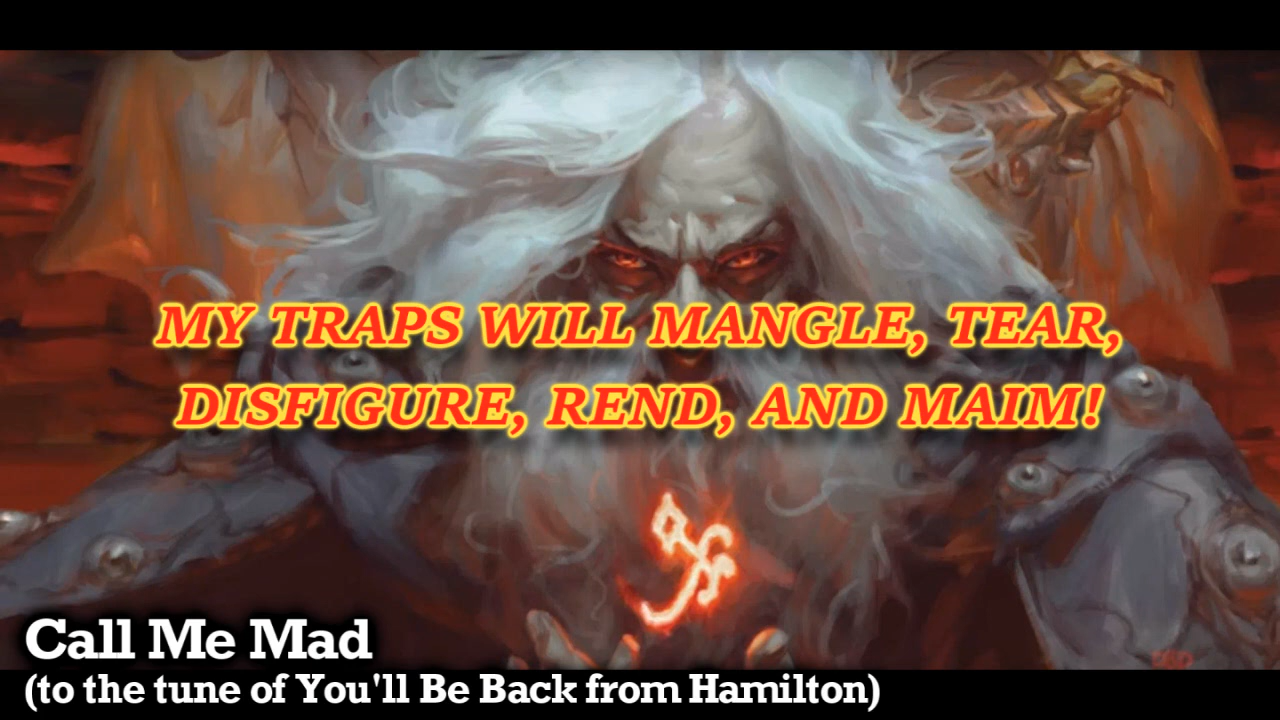 MY TRAPS WILL MANGLE, TEAR,
DISFIGURE, REND, AND MAIM!
Call Me Mad
(to the tune of You'll Be Back from Hamilton)